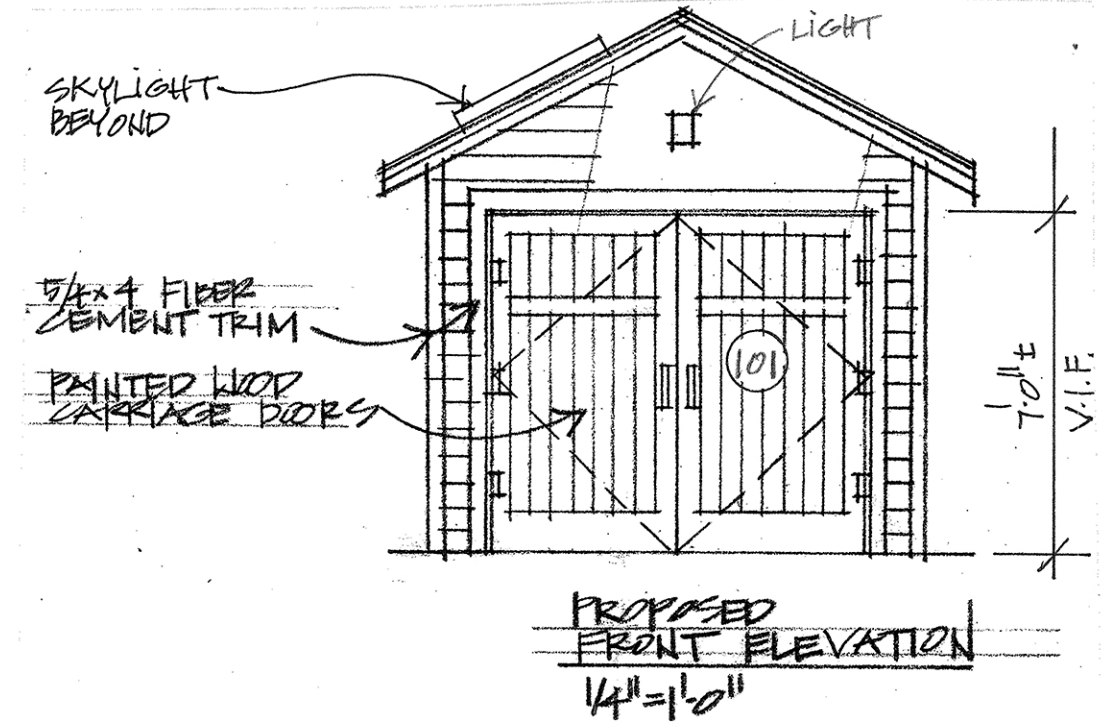 LIGHT
SKYLIGHT
BEYOND
5/4x4 FIBER
CEMENT TRIM
PAINTED WOOD
CARRIAGE DOORS
101
7'-0"±
V.I.F.
PROPOSED
FRONT ELEVATION
1/4"=1'-0"